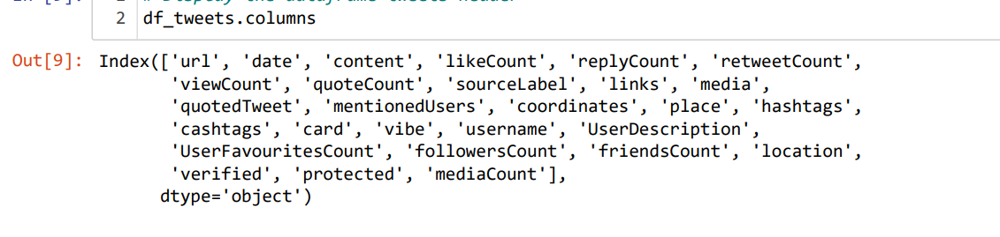 2 df_tweets.columns
Out[9]: Index(['url', 'date', 'content', 'likeCount', 'replyCount', 'retweetCount',
'viewCount', 'quoteCount', 'sourceLabel', 'links', 'media',
'quotedTweet', 'mentionedUsers', 'coordinates', 'place', 'hashtags',
'cashtags', 'card', 'vibe', 'username', 'UserDescription',
'UserFavouritesCount', 'followersCount', 'friendsCount', 'location',
'verified', 'protected', 'mediaCount'],
dtype='object')